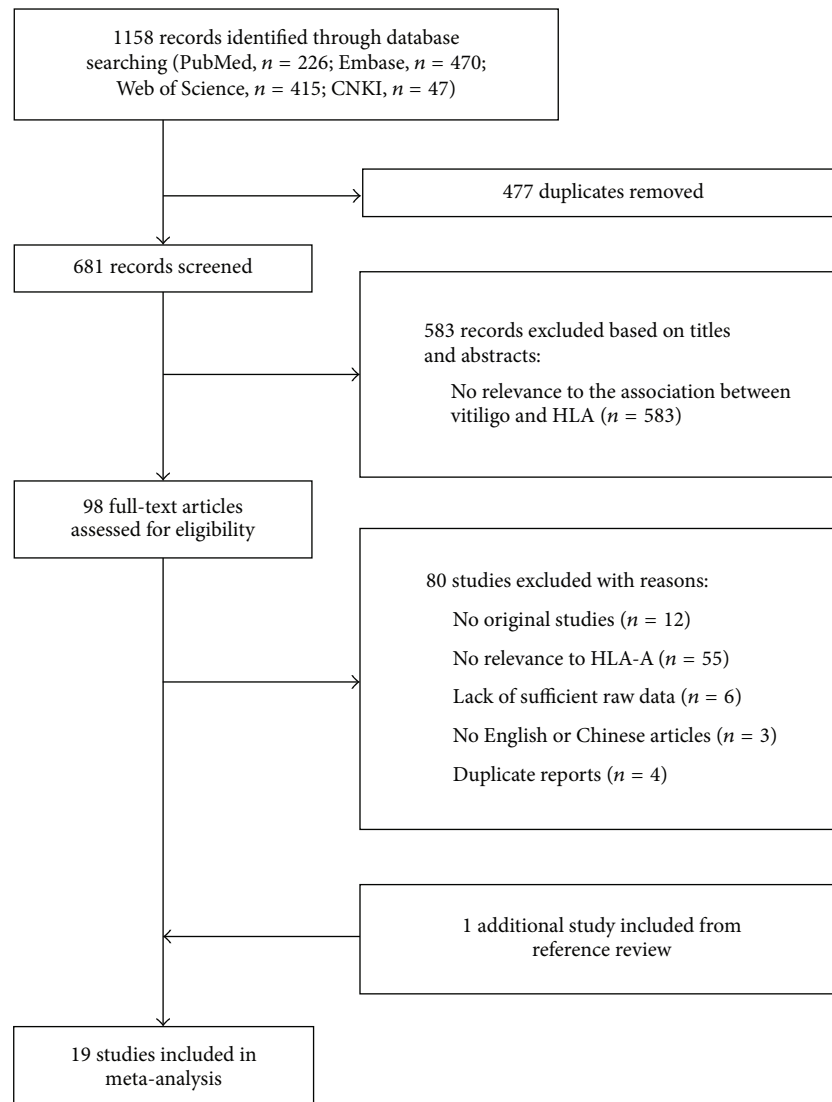 1158 records identified through database
searching (PubMed, n = 226; Embase, n = 470;
Web of Science, n = 415; CNKI, n = 47)
477 duplicates removed
681 records screened
583 records excluded based on titles
and abstracts:
No relevance to the association between
vitiligo and HLA (n = 583)
98 full-text articles
assessed for eligibility
80 studies excluded with reasons:
No original studies (n = 12)
No relevance to HLA-A (n = 55)
Lack of sufficient raw data (n = 6)
No English or Chinese articles (n = 3)
Duplicate reports (n = 4)
1 additional study included from
reference review
19 studies included in
meta-analysis